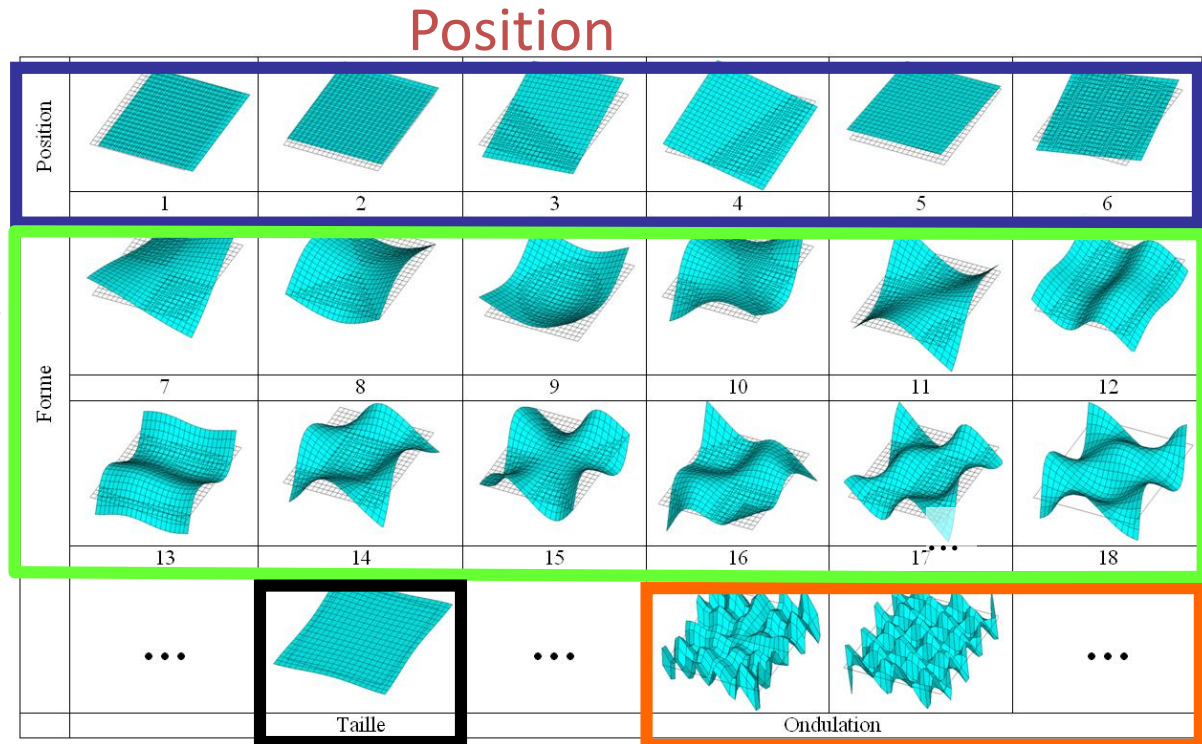 Position
Position
1 2 3 4 5 6
Forme
7 8 9 10 11 12
13 14 15 16 17 18
...
... ... ...
Taille Ondulation